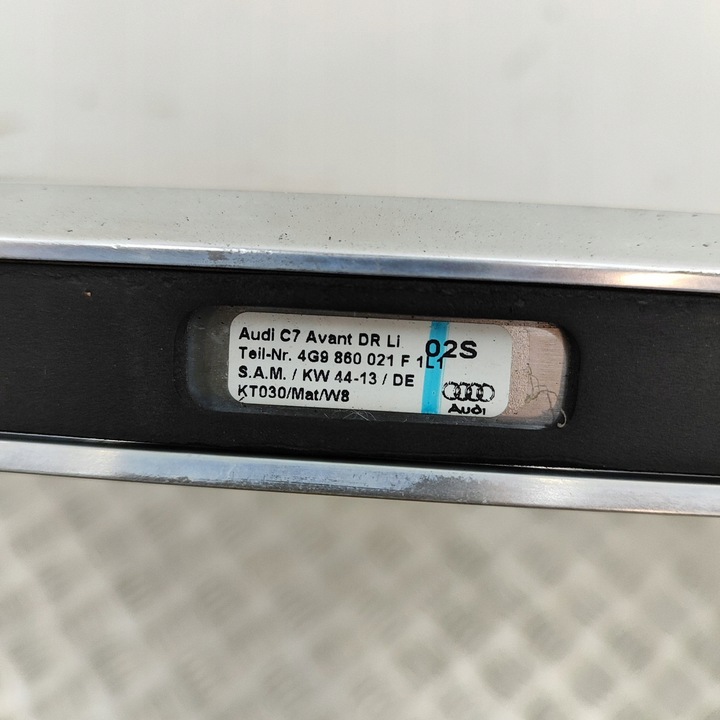 Audi C7 Avant DR Li 02S
Teil-Nr. 4G9 860 021 F 1L1
S.A.M. / KW 44-13 / DE
KT030/Mat/W8
Audi